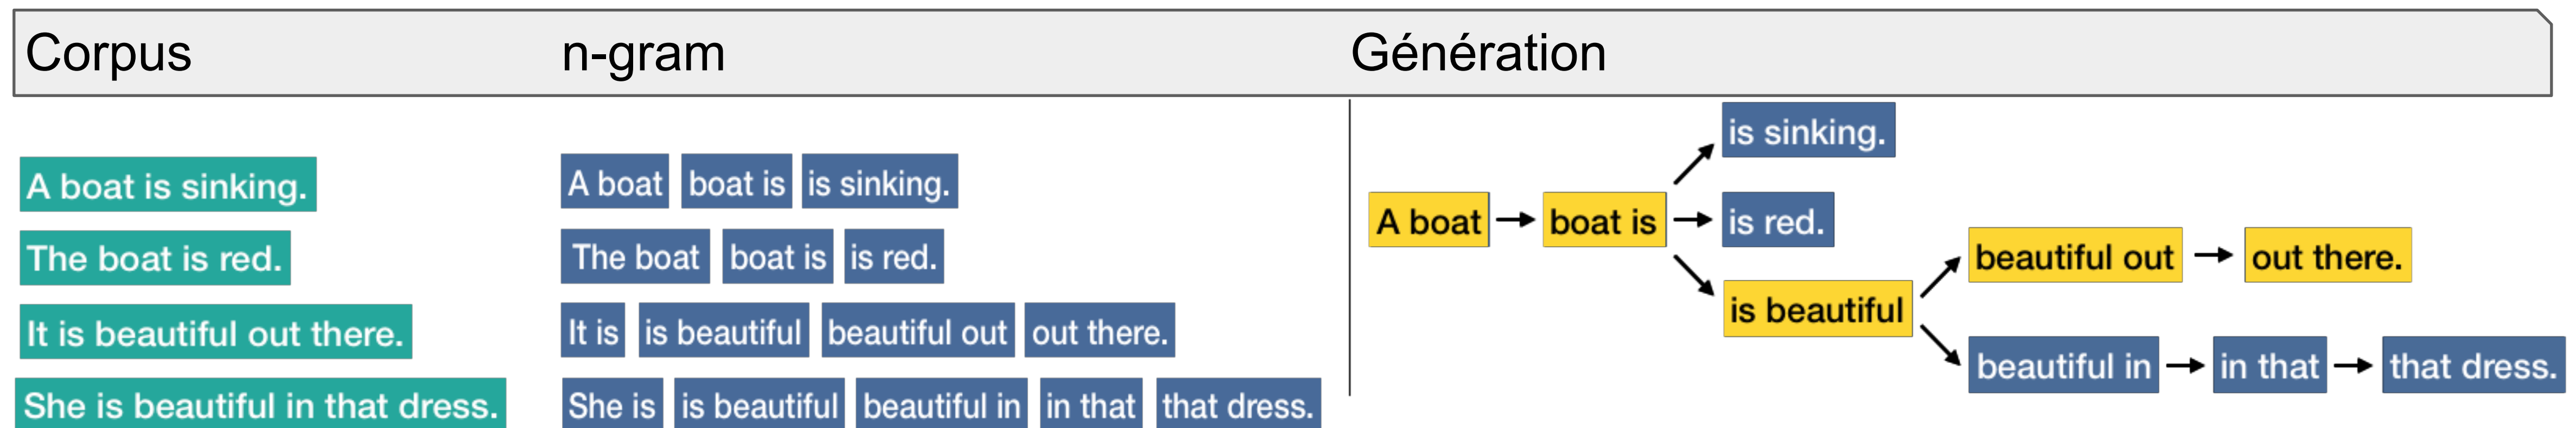 Corpus n-gram Génération
A boat is sinking.
The boat is red.
It is beautiful out there.
She is beautiful in that dress.
A boat boat is is sinking.
The boat boat is is red.
It is is beautiful beautiful out out there.
She is is beautiful beautiful in in that that dress.
is sinking.
A boat boat is is red.
is beautiful
beautiful out out there.
beautiful in in that that dress.